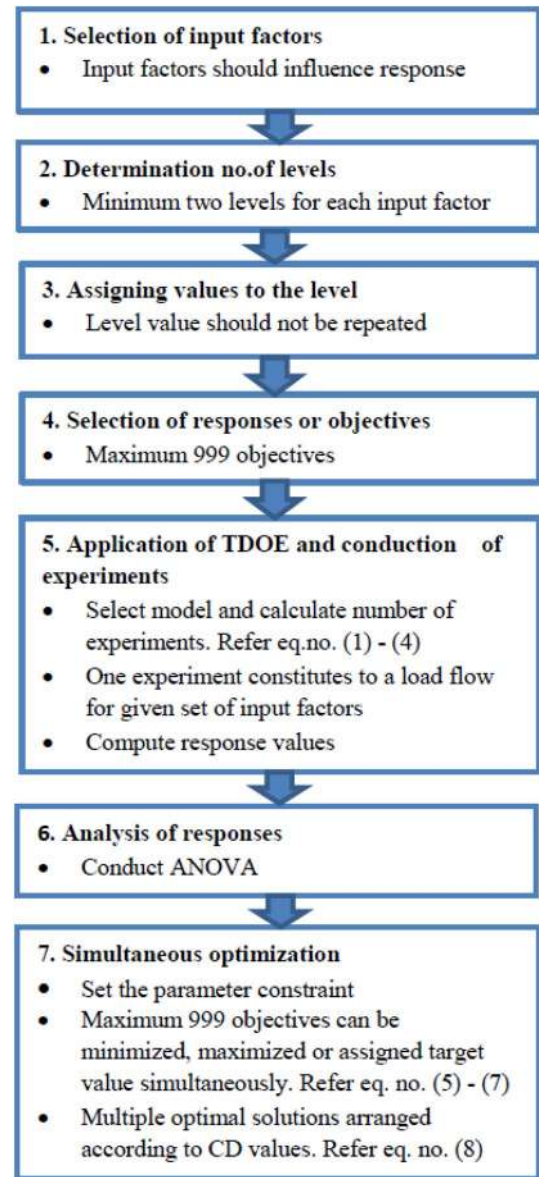 1. Selection of input factors
• Input factors should influence response
2. Determination no.of levels
• Minimum two levels for each input factor
3. Assigning values to the level
• Level value should not be repeated
4. Selection of responses or objectives
• Maximum 999 objectives
5. Application of TDOE and conduction of
experiments
• Select model and calculate number of
experiments. Refer eq.no. (1) - (4)
• One experiment constitutes to a load flow
for given set of input factors
• Compute response values
6. Analysis of responses
• Conduct ANOVA
7. Simultaneous optimization
• Set the parameter constraint
• Maximum 999 objectives can be
minimized, maximized or assigned target
value simultaneously. Refer eq. no. (5) - (7)
• Multiple optimal solutions arranged
according to CD values. Refer eq. no. (8)